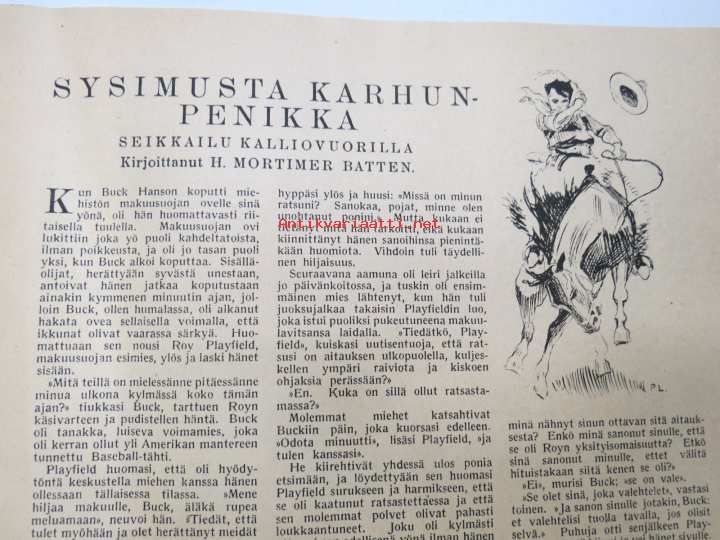 SYSIMUSTA KARHUN-
PENIKKA
SEIKKAILU KALLIOVUORILLA
Kirjoittanut H. MORTIMER BATTEN.
Kun Buck Hanson koputti mie-
histön makuusuojan ovelle sinä
yönä, oli hän huomattavasti rii-
taisella tuulella. Makuusuojan ovi
lukittiin joka yö puoli kahdeltatoista,
ilman poikkeusta, ja oli jo tasan puoli
yksi, kun Buck alkoi koputtaa. Sisällä-
olijat, herättyään syvästä unestaan,
antoivat hänen jatkaa koputustaan
ainakin kymmenen minuutin ajan, jol-
loin Buck, ollen humalassa, oli alkanut
hakata ovea sellaisella voimalla, että
ikkunat olivat vaarassa särkyä. Huo-
mattuaan sen nousi Roy Playfield,
makuusuojan esimies, ylös ja laski hänet
sisään.
»Mitä teillä on mielessänne pitäessänne
minua ulkona kylmässä koko tämän
ajan?» tiukkasi Buck, tarttuen Royn
käsivarteen ja pudistellen häntä. Buck
oli tanakka, luiseva voimamies, joka
oli kerran ollut yli Amerikan mantereen
tunnettu Baseball-tähti.
Playfield huomasi, että oli hyödy-
töntä keskustella miehen kanssa hänen
ollessaan tällaisessa tilassa. »Mene
hiljaa makuulle, Buck, äläkä rupea
meluamaan», neuvoi hän. »Tiedät, että
tulet myöhään ja olet herättänyt meidät
hyppäsi ylös ja huusi: »Missä on minun
ratsuni? Sanokaa, pojat, minne olen
unohtanut ponini.» Mutta kukaan ei
tiennyt mitä hän tarkoitti, eikä kukaan
kiinnittänyt hänen sanoihinsa pienintä-
kään huomiota. Vihdoin tuli täydelli-
nen hiljaisuus.
Seuraavana aamuna oli leiri jalkeilla
jo päivänkoitossa, ja tuskin oli ensim-
mäinen mies lähtenyt, kun hän tuli
juoksujalkaa takaisin Playfieldin luo,
joka istui puoliksi pukeutuneena makuu-
lavitsansa laidalla. »Tiedätkö, Play-
field», kuiskasi uutisentuoja, »että rat-
susi on aitauksen ulkopuolella, kuljes-
kellen ympäri raiviota ja kiskoen
ohjaksia perässään?»
»En. Kuka on sillä ollut ratsasta-
massa?»
Molemmat miehet katsahtivat
Buckiin päin, joka kuorsasi edelleen.
»Odota minuutti», lisäsi Playfield, »ja
tulen kanssasi».
He kiirehtivät yhdessä ulos ponia
etsimään, ja löydettyään sen huomasi
Playfield surukseen ja harmikseen, että
se oli kaatunut ratsastettaessa ja että
sen molemmat polvet olivat pahasti
loukkaantuneet. Joku oli kylmästi
minä nähnyt sinun ottavan sitä aitauk-
sesta? Enkö minä sanonut sinulle, että
se oli Royn yksityisomaisuutta? Etkö
sinä sanonut minulle, ettet välitä
hituistakaan siitä kenen se oli?»
»Ei», murisi Buck; »se on vale».
»Se olet sinä, joka valehtelet», vastasi
toinen. »Ja sanon sinulle jotakin, Buck:
et valehtelisi tuolla tavalla, jos olisit
selvä.» Puhuja otti senjälkeen Playfi-
P.L.
Antikvariaatti.net